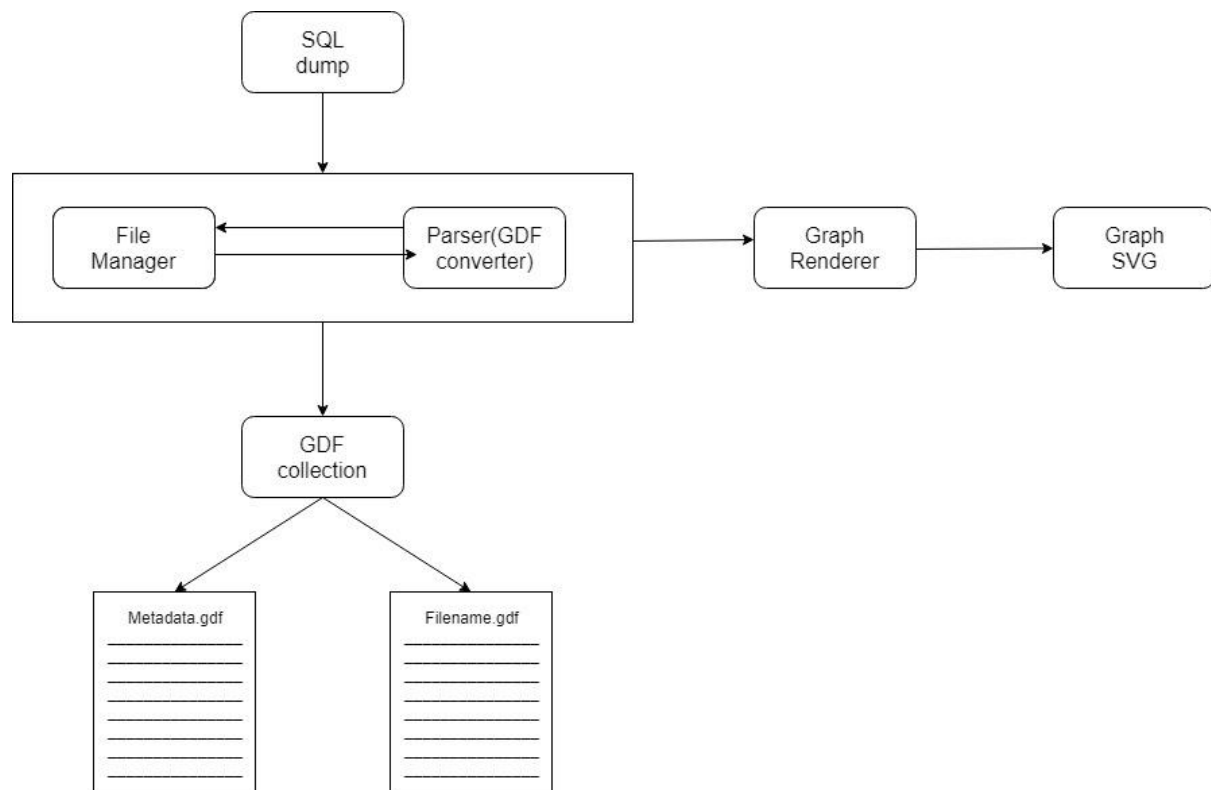 SQL
dump
File
Manager
Parser(GDF
converter)
Graph
Renderer
Graph
SVG
GDF
collection
Metadata.gdf
Filename.gdf